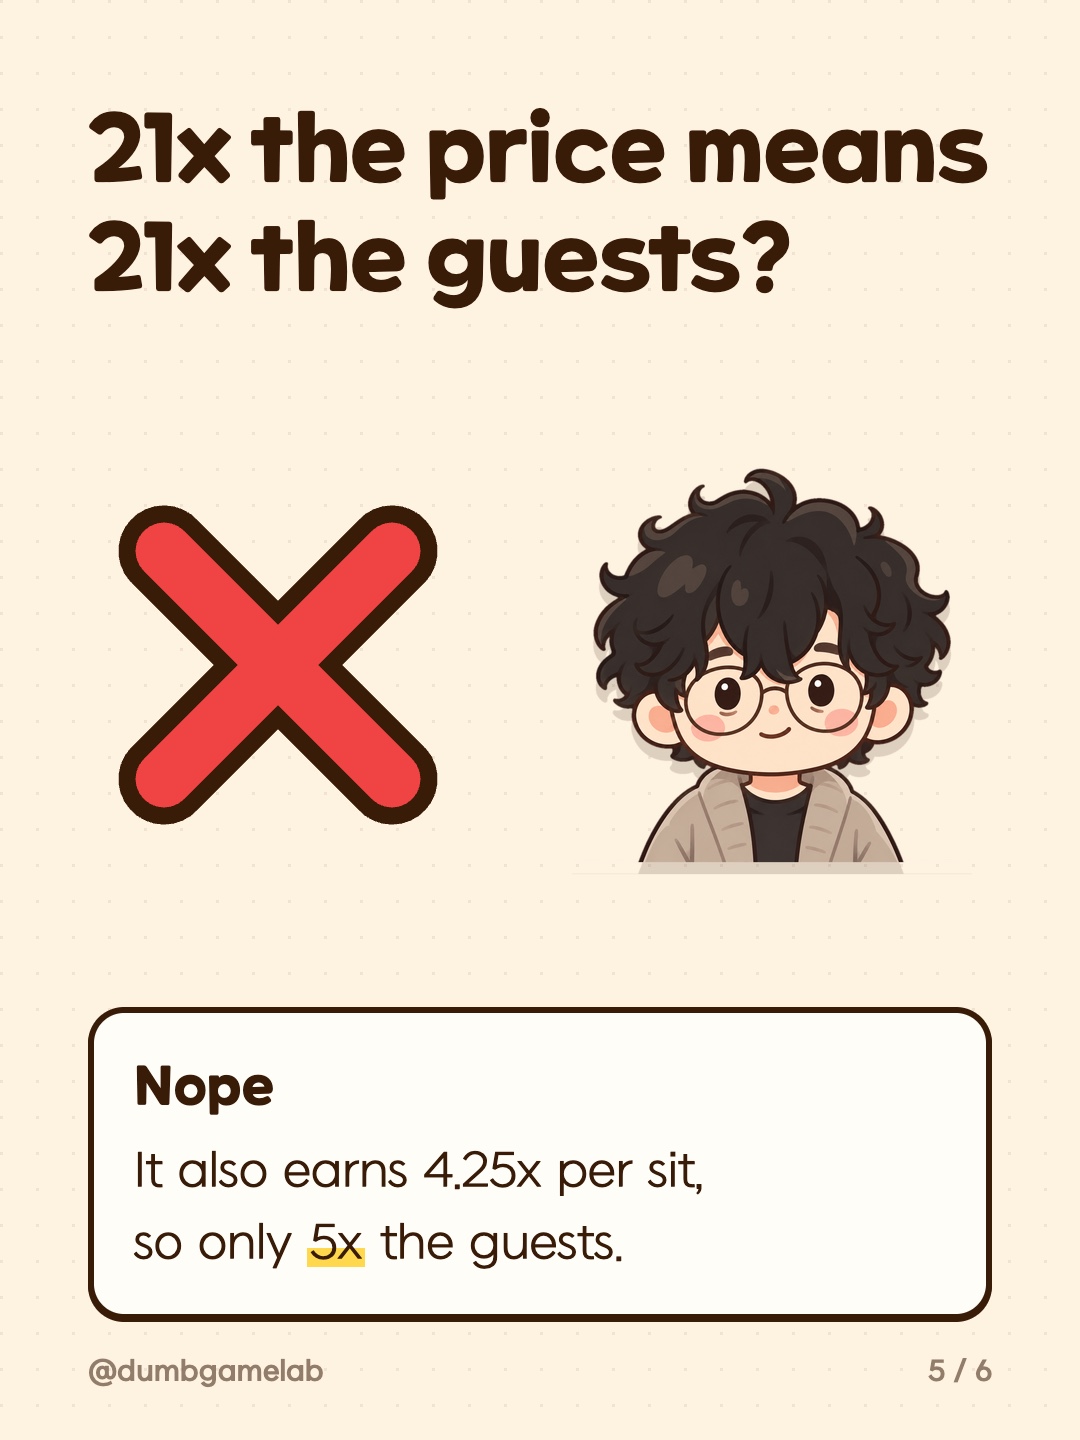 21x the price means
21x the guests?
Nope
It also earns 4.25x per sit,
so only 5x the guests.
@dumbgamelab
5 / 6